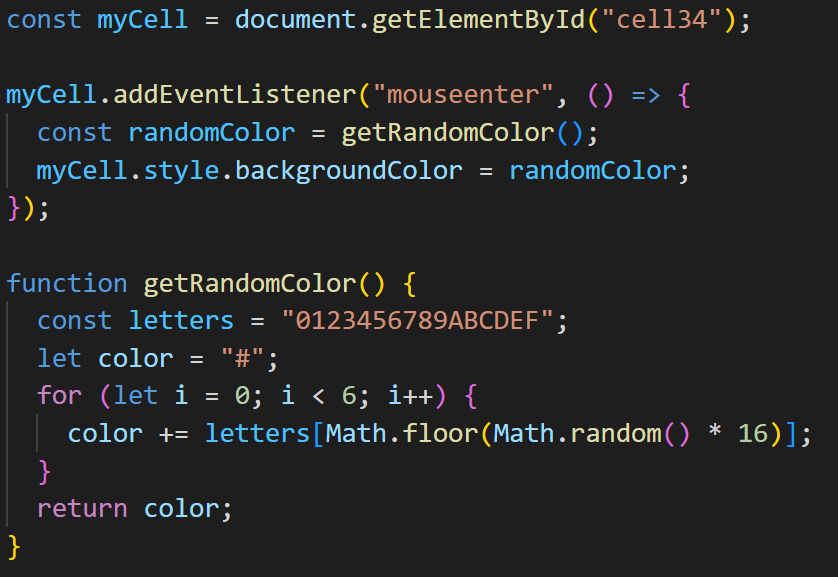 const myCell = document.getElementById("cell34");

myCell.addEventListener("mouseenter", () => {
  const randomColor = getRandomColor();
  myCell.style.backgroundColor = randomColor;
});

function getRandomColor() {
  const letters = "0123456789ABCDEF";
  let color = "#";
  for (let i = 0; i < 6; i++) {
    color += letters[Math.floor(Math.random() * 16)];
  }
  return color;
}